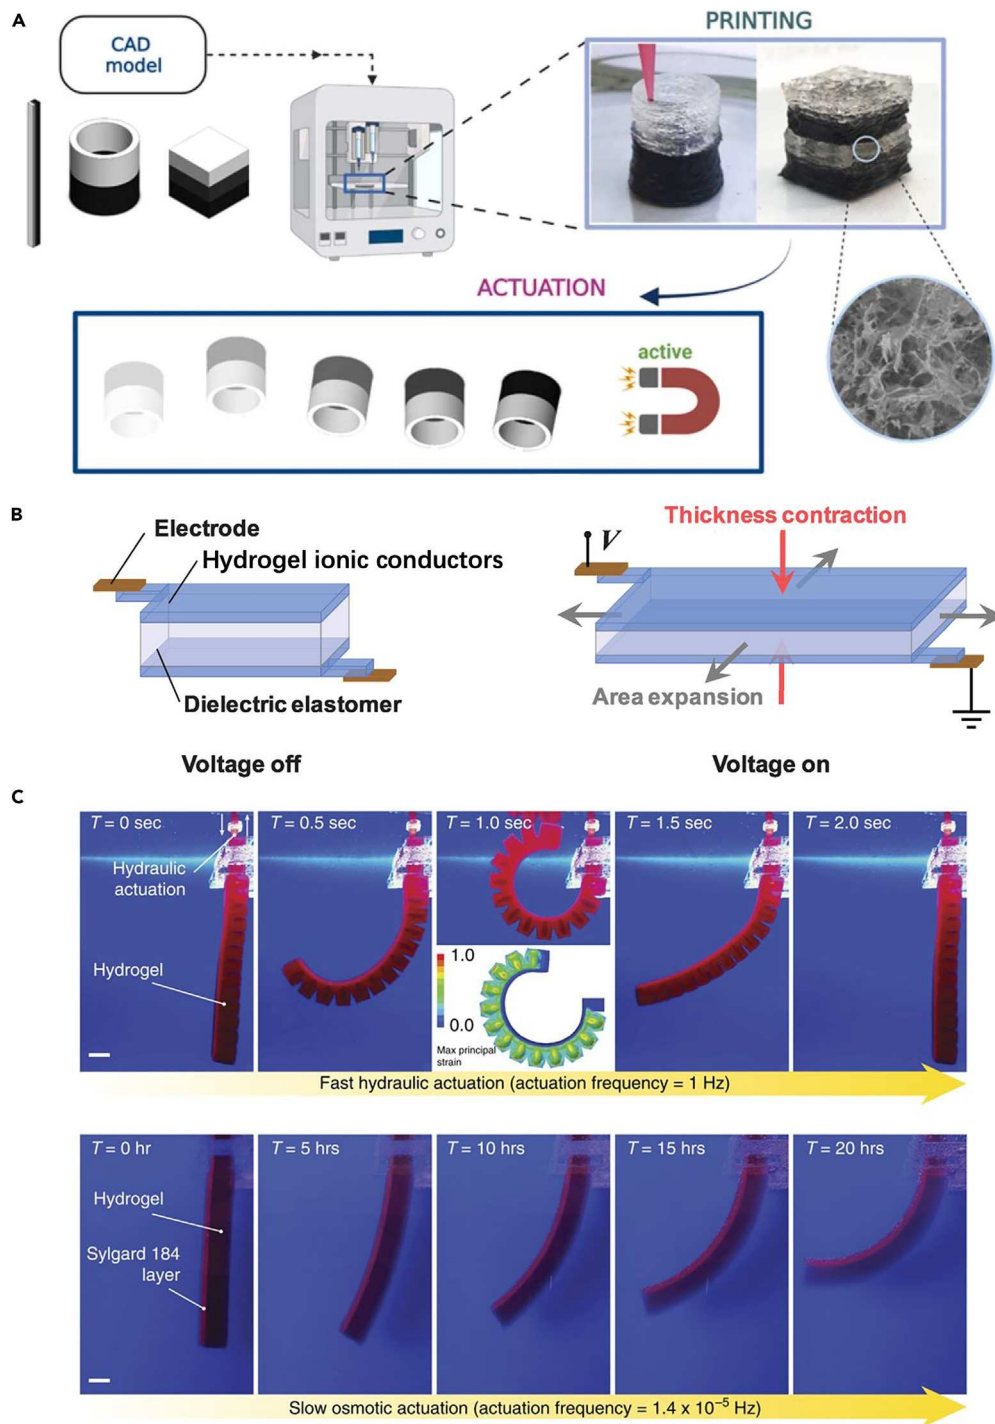 A
CAD
model
PRINTING
ACTUATION
active
B
Electrode
Hydrogel ionic conductors
Dielectric elastomer
Voltage off
V
Thickness contraction
Area expansion
Voltage on
C
T = 0 sec
T = 0.5 sec
T = 1.0 sec
T = 1.5 sec
T = 2.0 sec
Hydraulic
actuation
Hydrogel
1.0
0.0
Max principal
strain
Fast hydraulic actuation (actuation frequency = 1 Hz)
T = 0 hr
T = 5 hrs
T = 10 hrs
T = 15 hrs
T = 20 hrs
Hydrogel
Sylgard 184
layer
Slow osmotic actuation (actuation frequency = 1.4 x 10⁻⁵ Hz)